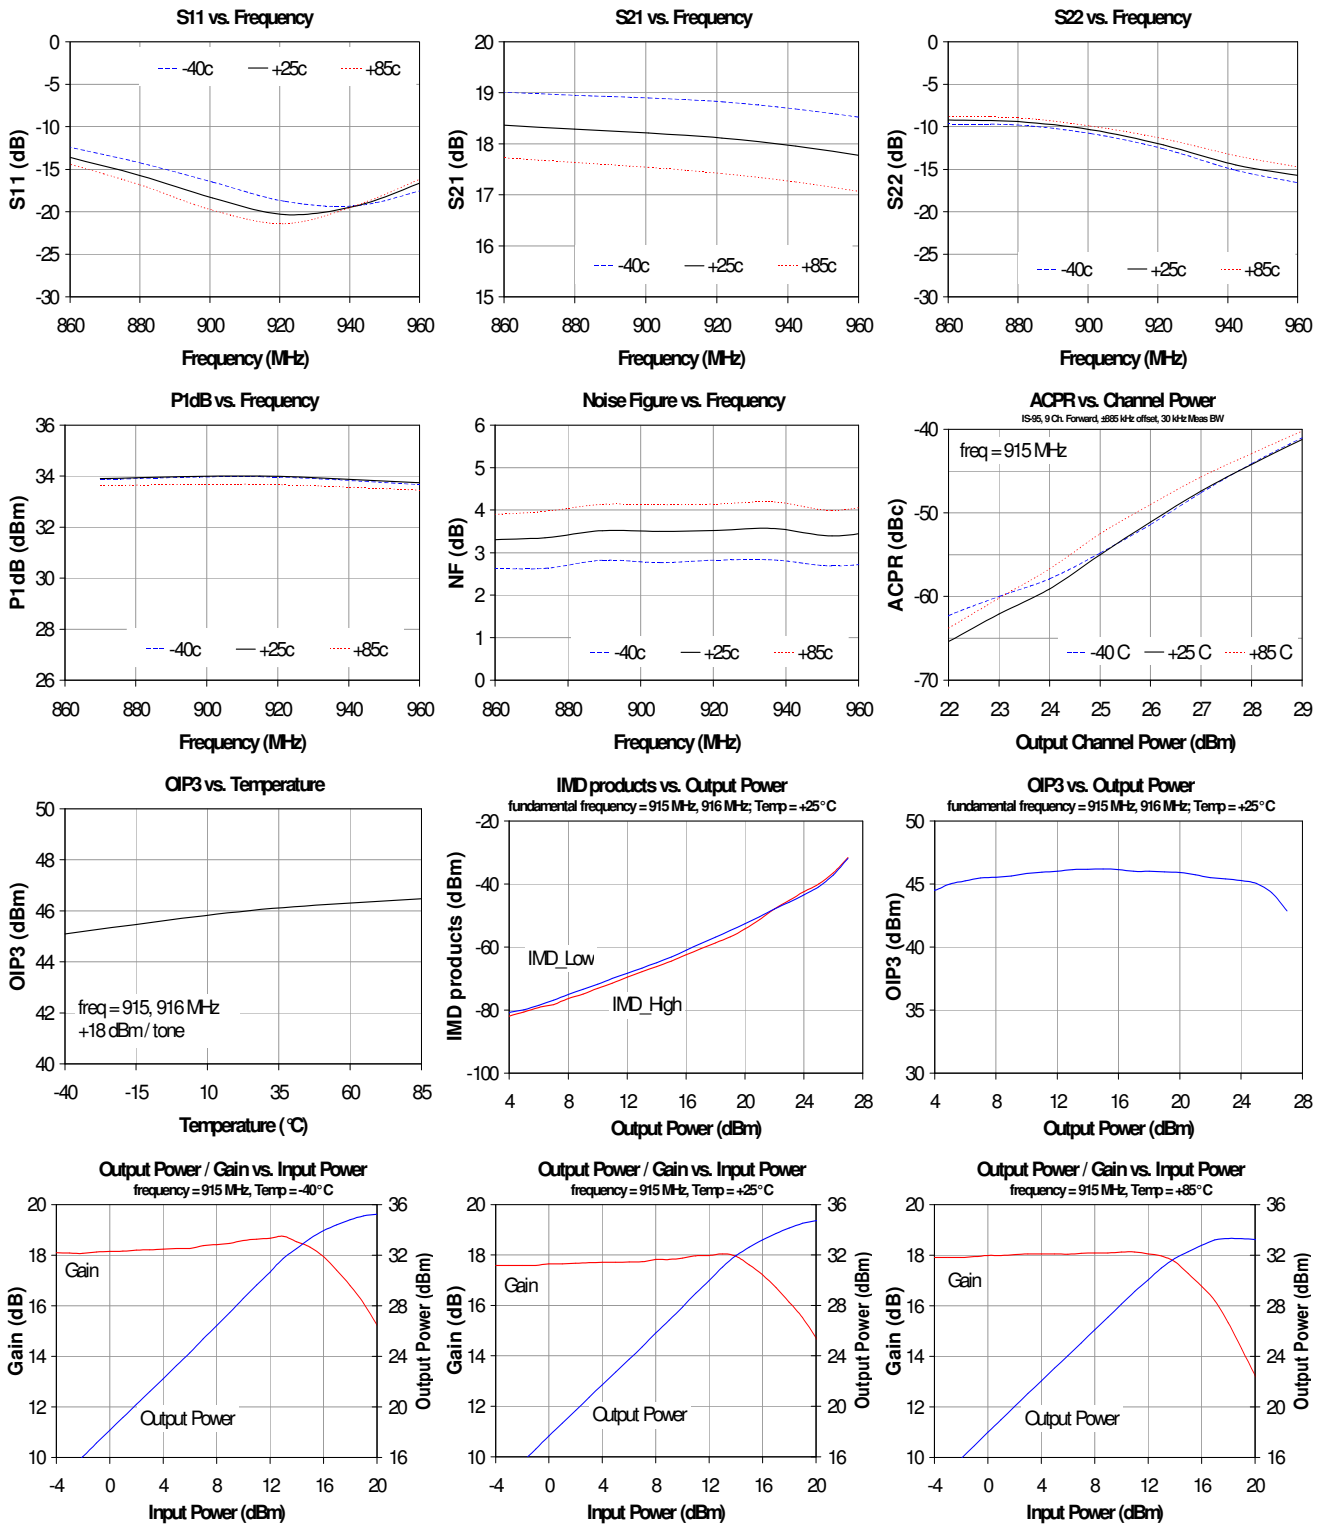 S11 vs. Frequency
0
-5
-10
-15
-20
-25
-30
S11 (dB)
-40c +25c +85c
860 880 900 920 940 960
Frequency (MHz)
S21 vs. Frequency
20
19
18
17
16
15
S21 (dB)
-40c +25c +85c
860 880 900 920 940 960
Frequency (MHz)
S22 vs. Frequency
0
-5
-10
-15
-20
-25
-30
S22 (dB)
-40c +25c +85c
860 880 900 920 940 960
Frequency (MHz)
P1dB vs. Frequency
36
34
32
30
28
26
P1dB (dBm)
-40c +25c +85c
860 880 900 920 940 960
Frequency (MHz)
Noise Figure vs. Frequency
6
5
4
3
2
1
0
NF (dB)
-40c +25c +85c
860 880 900 920 940 960
Frequency (MHz)
ACPR vs. Channel Power
IS-95, 9 Ch. Forward, ±885 kHz offset, 30 kHz Meas BW
-40
-50
-60
-70
ACPR (dBc)
freq = 915 MHz
-40 C +25 C +85 C
22 23 24 25 26 27 28 29
Output Channel Power (dBm)
OIP3 vs. Temperature
50
48
46
44
42
40
OIP3 (dBm)
freq = 915, 916 MHz
+18 dBm / tone
-40 -15 10 35 60 85
Temperature (°C)
IMD products vs. Output Power
fundamental frequency = 915 MHz, 916 MHz; Temp = +25°C
-20
-40
-60
-80
-100
IMD products (dBm)
IMD_Low
IMD_High
4 8 12 16 20 24 28
Output Power (dBm)
OIP3 vs. Output Power
fundamental frequency = 915 MHz, 916 MHz; Temp = +25°C
50
45
40
35
30
OIP3 (dBm)
4 8 12 16 20 24 28
Output Power (dBm)
Output Power / Gain vs. Input Power
frequency = 915 MHz, Temp = -40°C
20
18
16
14
12
10
Gain (dB)
Gain
Output Power
36
32
28
24
20
16
Output Power (dBm)
-4 0 4 8 12 16 20
Input Power (dBm)
Output Power / Gain vs. Input Power
frequency = 915 MHz, Temp = +25°C
20
18
16
14
12
10
Gain (dB)
Gain
Output Power
36
32
28
24
20
16
Output Power (dBm)
-4 0 4 8 12 16 20
Input Power (dBm)
Output Power / Gain vs. Input Power
frequency = 915 MHz, Temp = +85°C
20
18
16
14
12
10
Gain (dB)
Gain
Output Power
36
32
28
24
20
16
Output Power (dBm)
-4 0 4 8 12 16 20
Input Power (dBm)